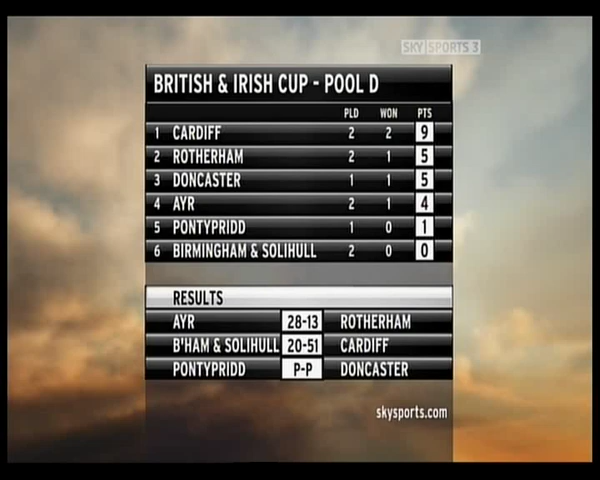 SKY SPORTS 3
BRITISH & IRISH CUP - POOL D
PLD WON PTS
1 CARDIFF 2 2 9
2 ROTHERHAM 2 1 5
3 DONCASTER 1 1 5
4 AYR 2 1 4
5 PONTYPRIDD 1 0 1
6 BIRMINGHAM & SOLIHULL 2 0 0
RESULTS
AYR 28-13 ROTHERHAM
B'HAM & SOLIHULL 20-51 CARDIFF
PONTYPRIDD P-P DONCASTER
skysports.com